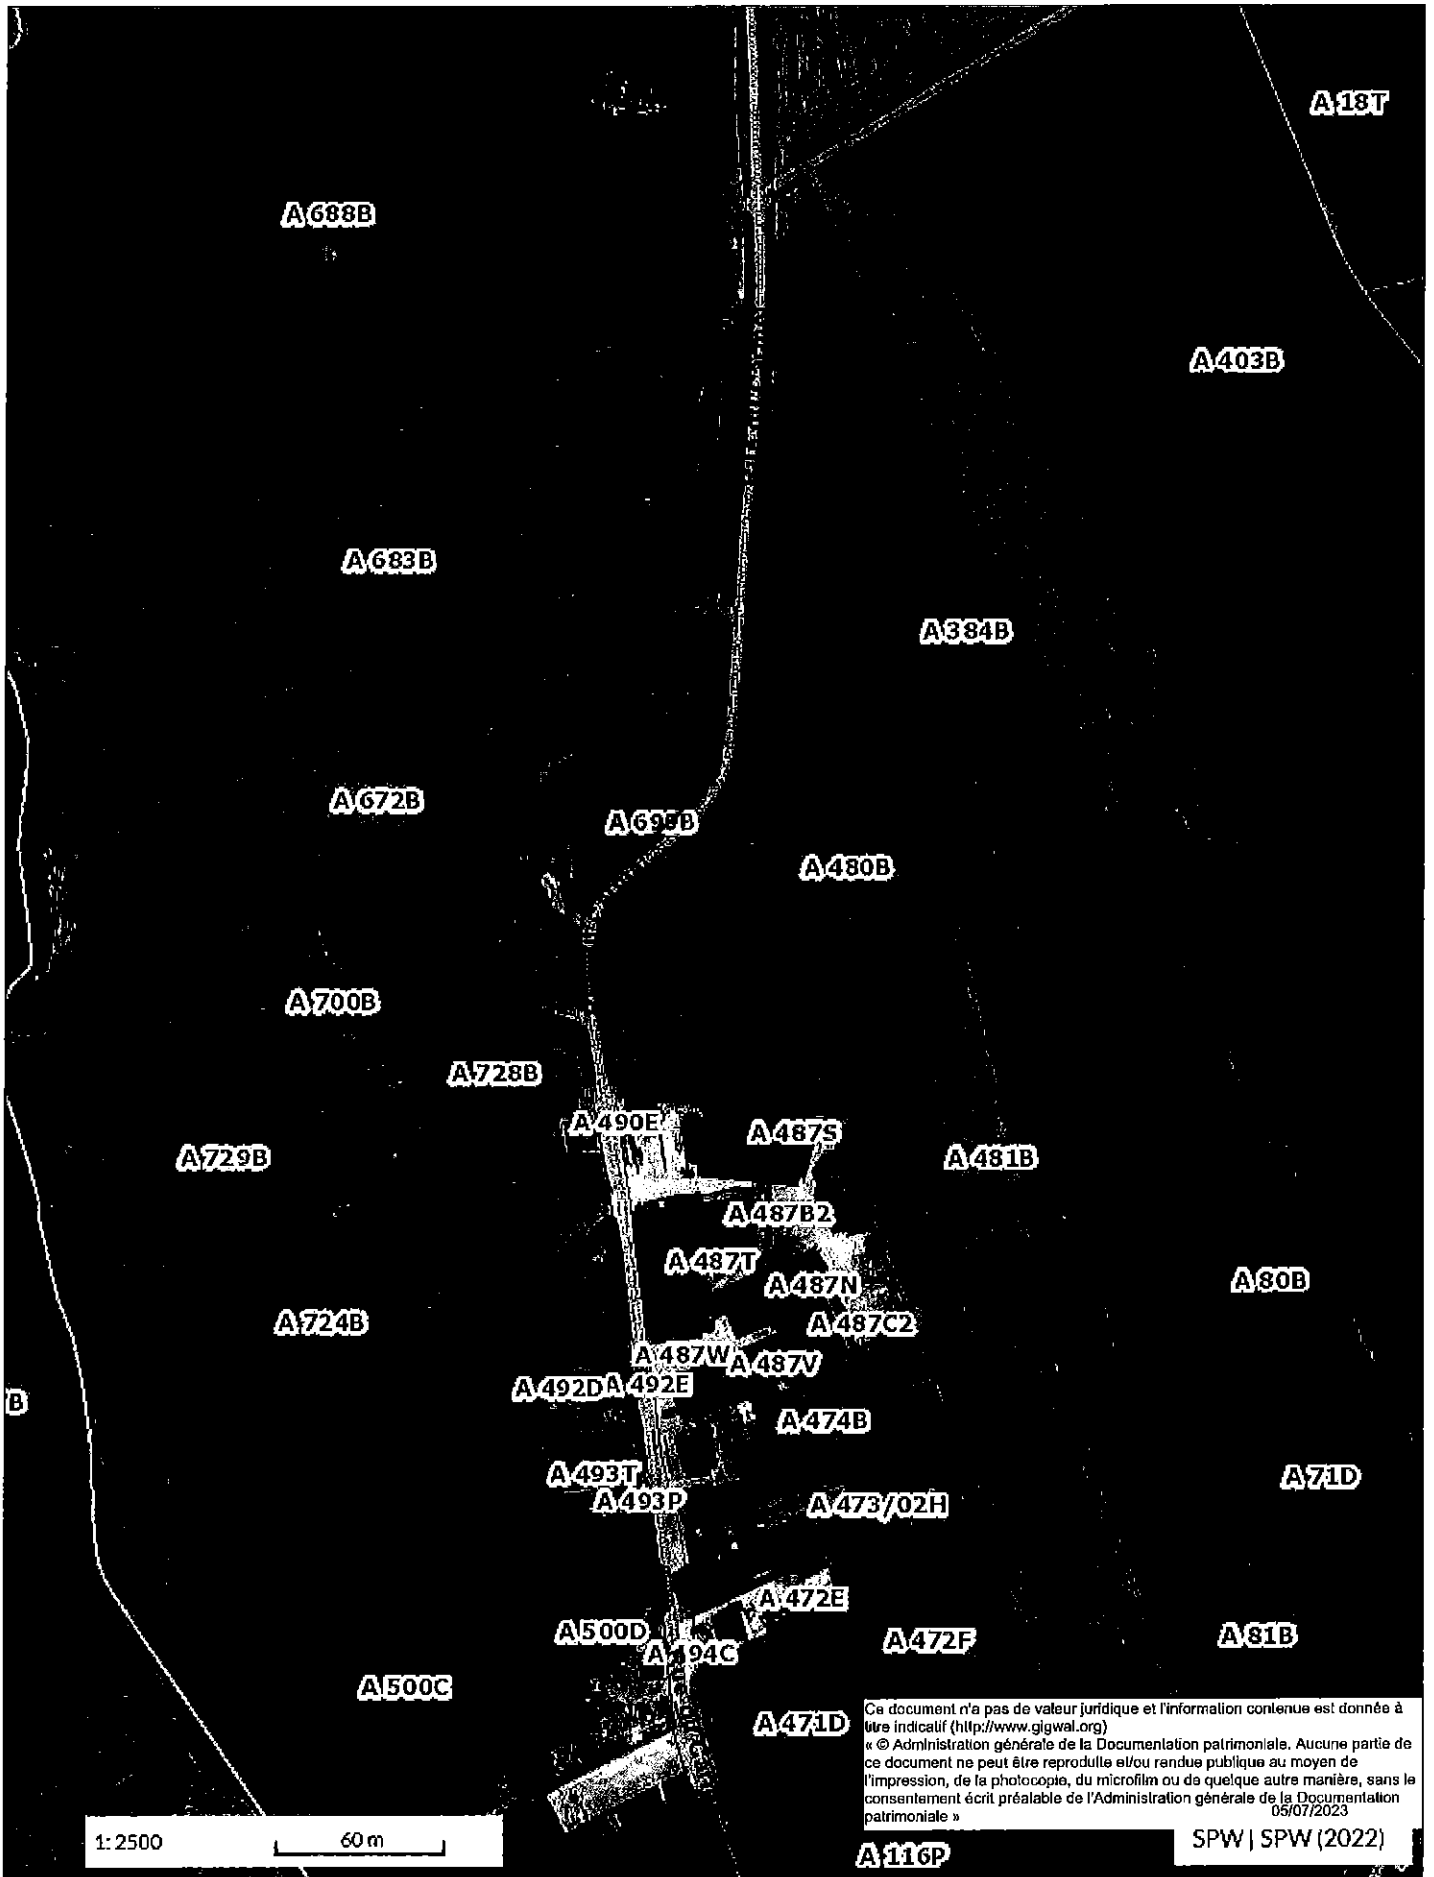 A 18T
A 688B
A 403B
A 683B
A 384B
A 672B
A 480B
A 700B
A 728B
A 490E
A 487S
A 729B
A 481B
A 487B2
A 487T
A 487N
A 80B
A 724B
A 487C2
A 487W
A 487V
A 492D
A 492E
B
A 474B
A 493T
A 71D
A 493P
A 473/02H
A 472E
A 500D
A 81B
A 472F
94C
A 500C
A 471D
Ce document n'a pas de valeur juridique et l'information contenue est donnée à
titre indicatif (http://www.gigwal.org)
« © Administration générale de la Documentation patrimoniale. Aucune partie de
ce document ne peut être reproduite et/ou rendue publique au moyen de
l'impression, de la photocopie, du microfilm ou de quelque autre manière, sans le
consentement écrit préalable de l'Administration générale de la Documentation
patrimoniale »
05/07/2023
1: 2500
60 m
SPW | SPW (2022)
A 116P